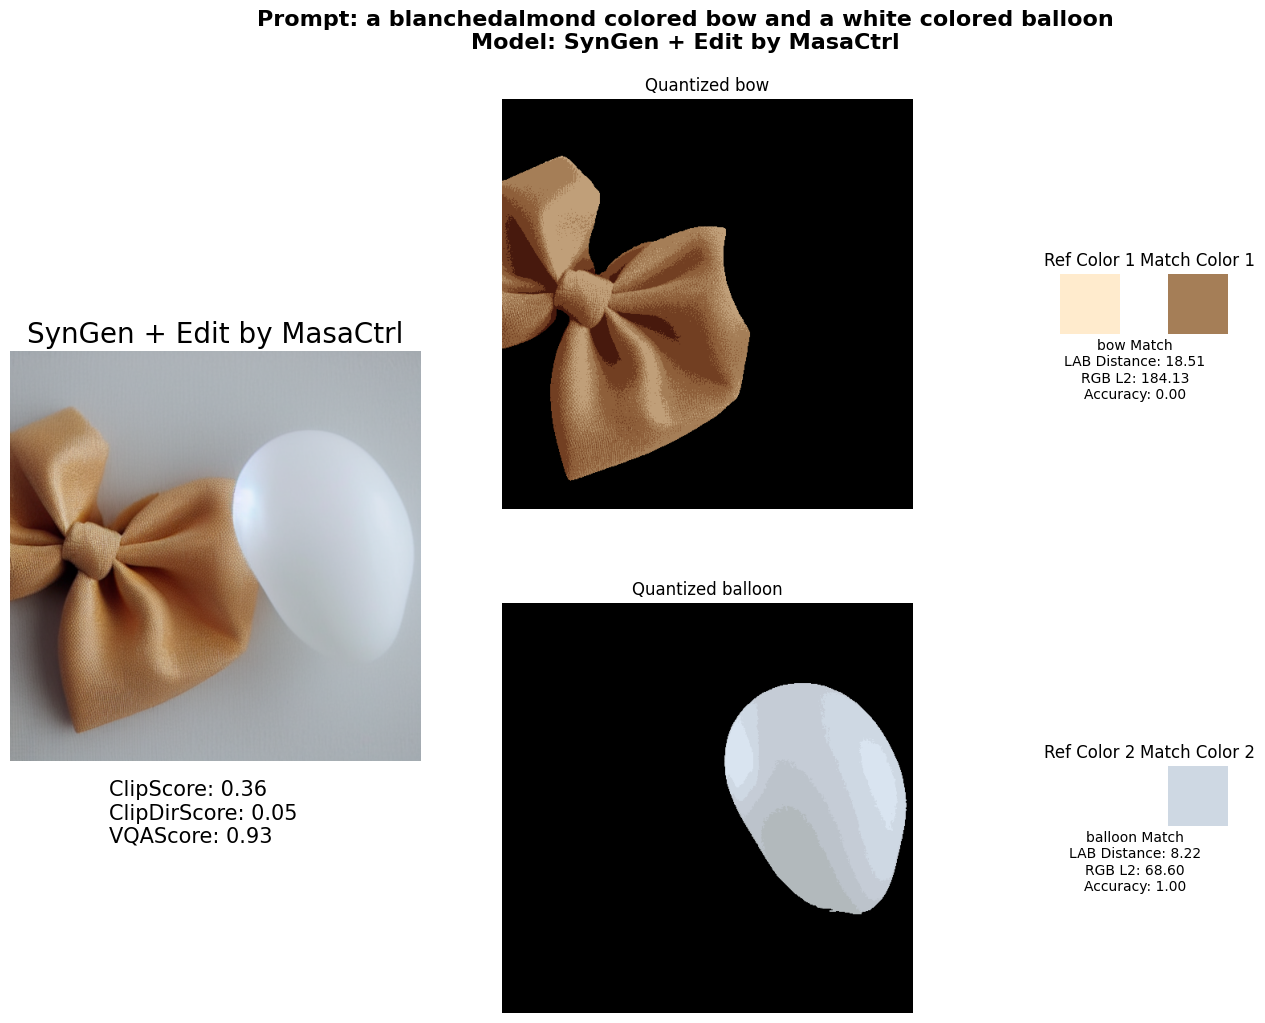 Prompt: a blanchedalmond colored bow and a white colored balloon
Model: SynGen + Edit by MasaCtrl
SynGen + Edit by MasaCtrl
ClipScore: 0.36
ClipDirScore: 0.05
VQAScore: 0.93
Quantized bow
Ref Color 1 Match Color 1
bow Match
LAB Distance: 18.51
RGB L2: 184.13
Accuracy: 0.00
Quantized balloon
Ref Color 2 Match Color 2
balloon Match
LAB Distance: 8.22
RGB L2: 68.60
Accuracy: 1.00